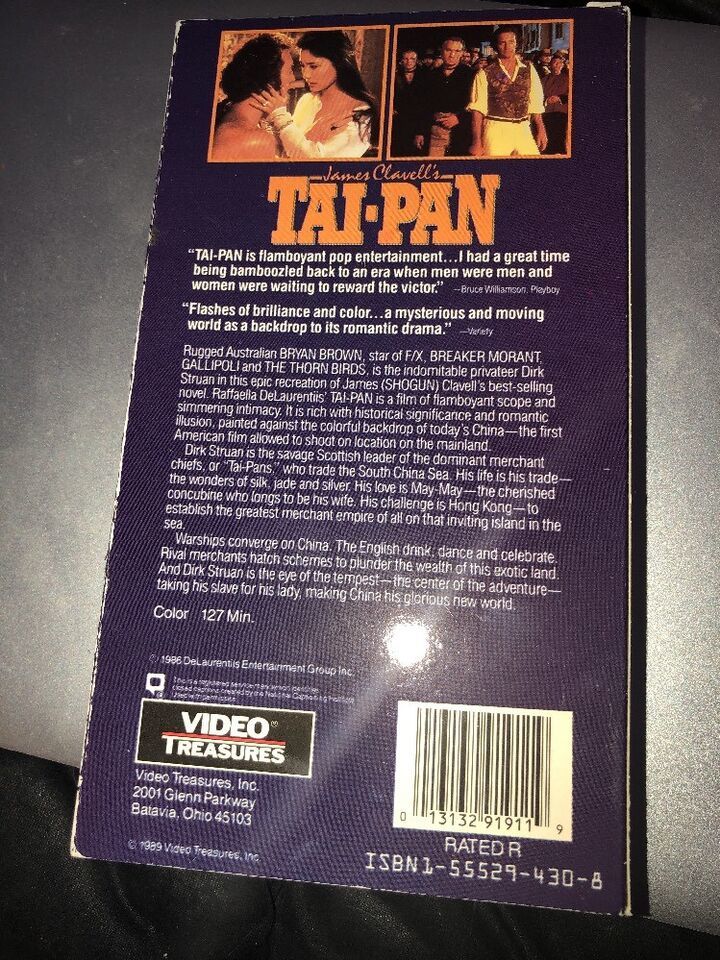 James Clavell's
TAI-PAN
"TAI-PAN is flamboyant pop entertainment...I had a great time
being bamboozled back to an era when men were men and
women were waiting to reward the victor." —Bruce Williamson, Playboy
"Flashes of brilliance and color...a mysterious and moving
world as a backdrop to its romantic drama." —Variety
Rugged Australian BRYAN BROWN, star of F/X, BREAKER MORANT,
GALLIPOLI and THE THORN BIRDS, is the indomitable privateer Dirk
Struan in this epic recreation of James (SHOGUN) Clavell's best-selling
novel. Raffaella DeLaurentiis' TAI-PAN is a film of flamboyant scope and
simmering intimacy. It is rich with historical significance and romantic
illusion, painted against the colorful backdrop of today's China—the first
American film allowed to shoot on location on the mainland.
Dirk Struan is the savage Scottish leader of the dominant merchant
chiefs, or "Tai-Pans," who trade the South China Sea. His life is his trade—
the wonders of silk, jade and silver. His love is May-May—the cherished
concubine who longs to be his wife. His challenge is Hong Kong—to
establish the greatest merchant empire of all on that inviting island in the
sea.
Warships converge on China. The English drink, dance and celebrate.
Rival merchants hatch schemes to plunder the wealth of this exotic land.
And Dirk Struan is the eye of the tempest—the center of the adventure—
taking his slave for his lady, making China his glorious new world.
Color 127 Min.
© 1986 DeLaurentiis Entertainment Group Inc.
closed captions created by the National Captioning Institute
Used with permission
VIDEO®
TREASURES
Video Treasures, Inc.
2001 Glenn Parkway
Batavia, Ohio 45103
© 1989 Video Treasures, Inc.
0 13132 91911 9
RATED R
ISBN 1-55529-430-8